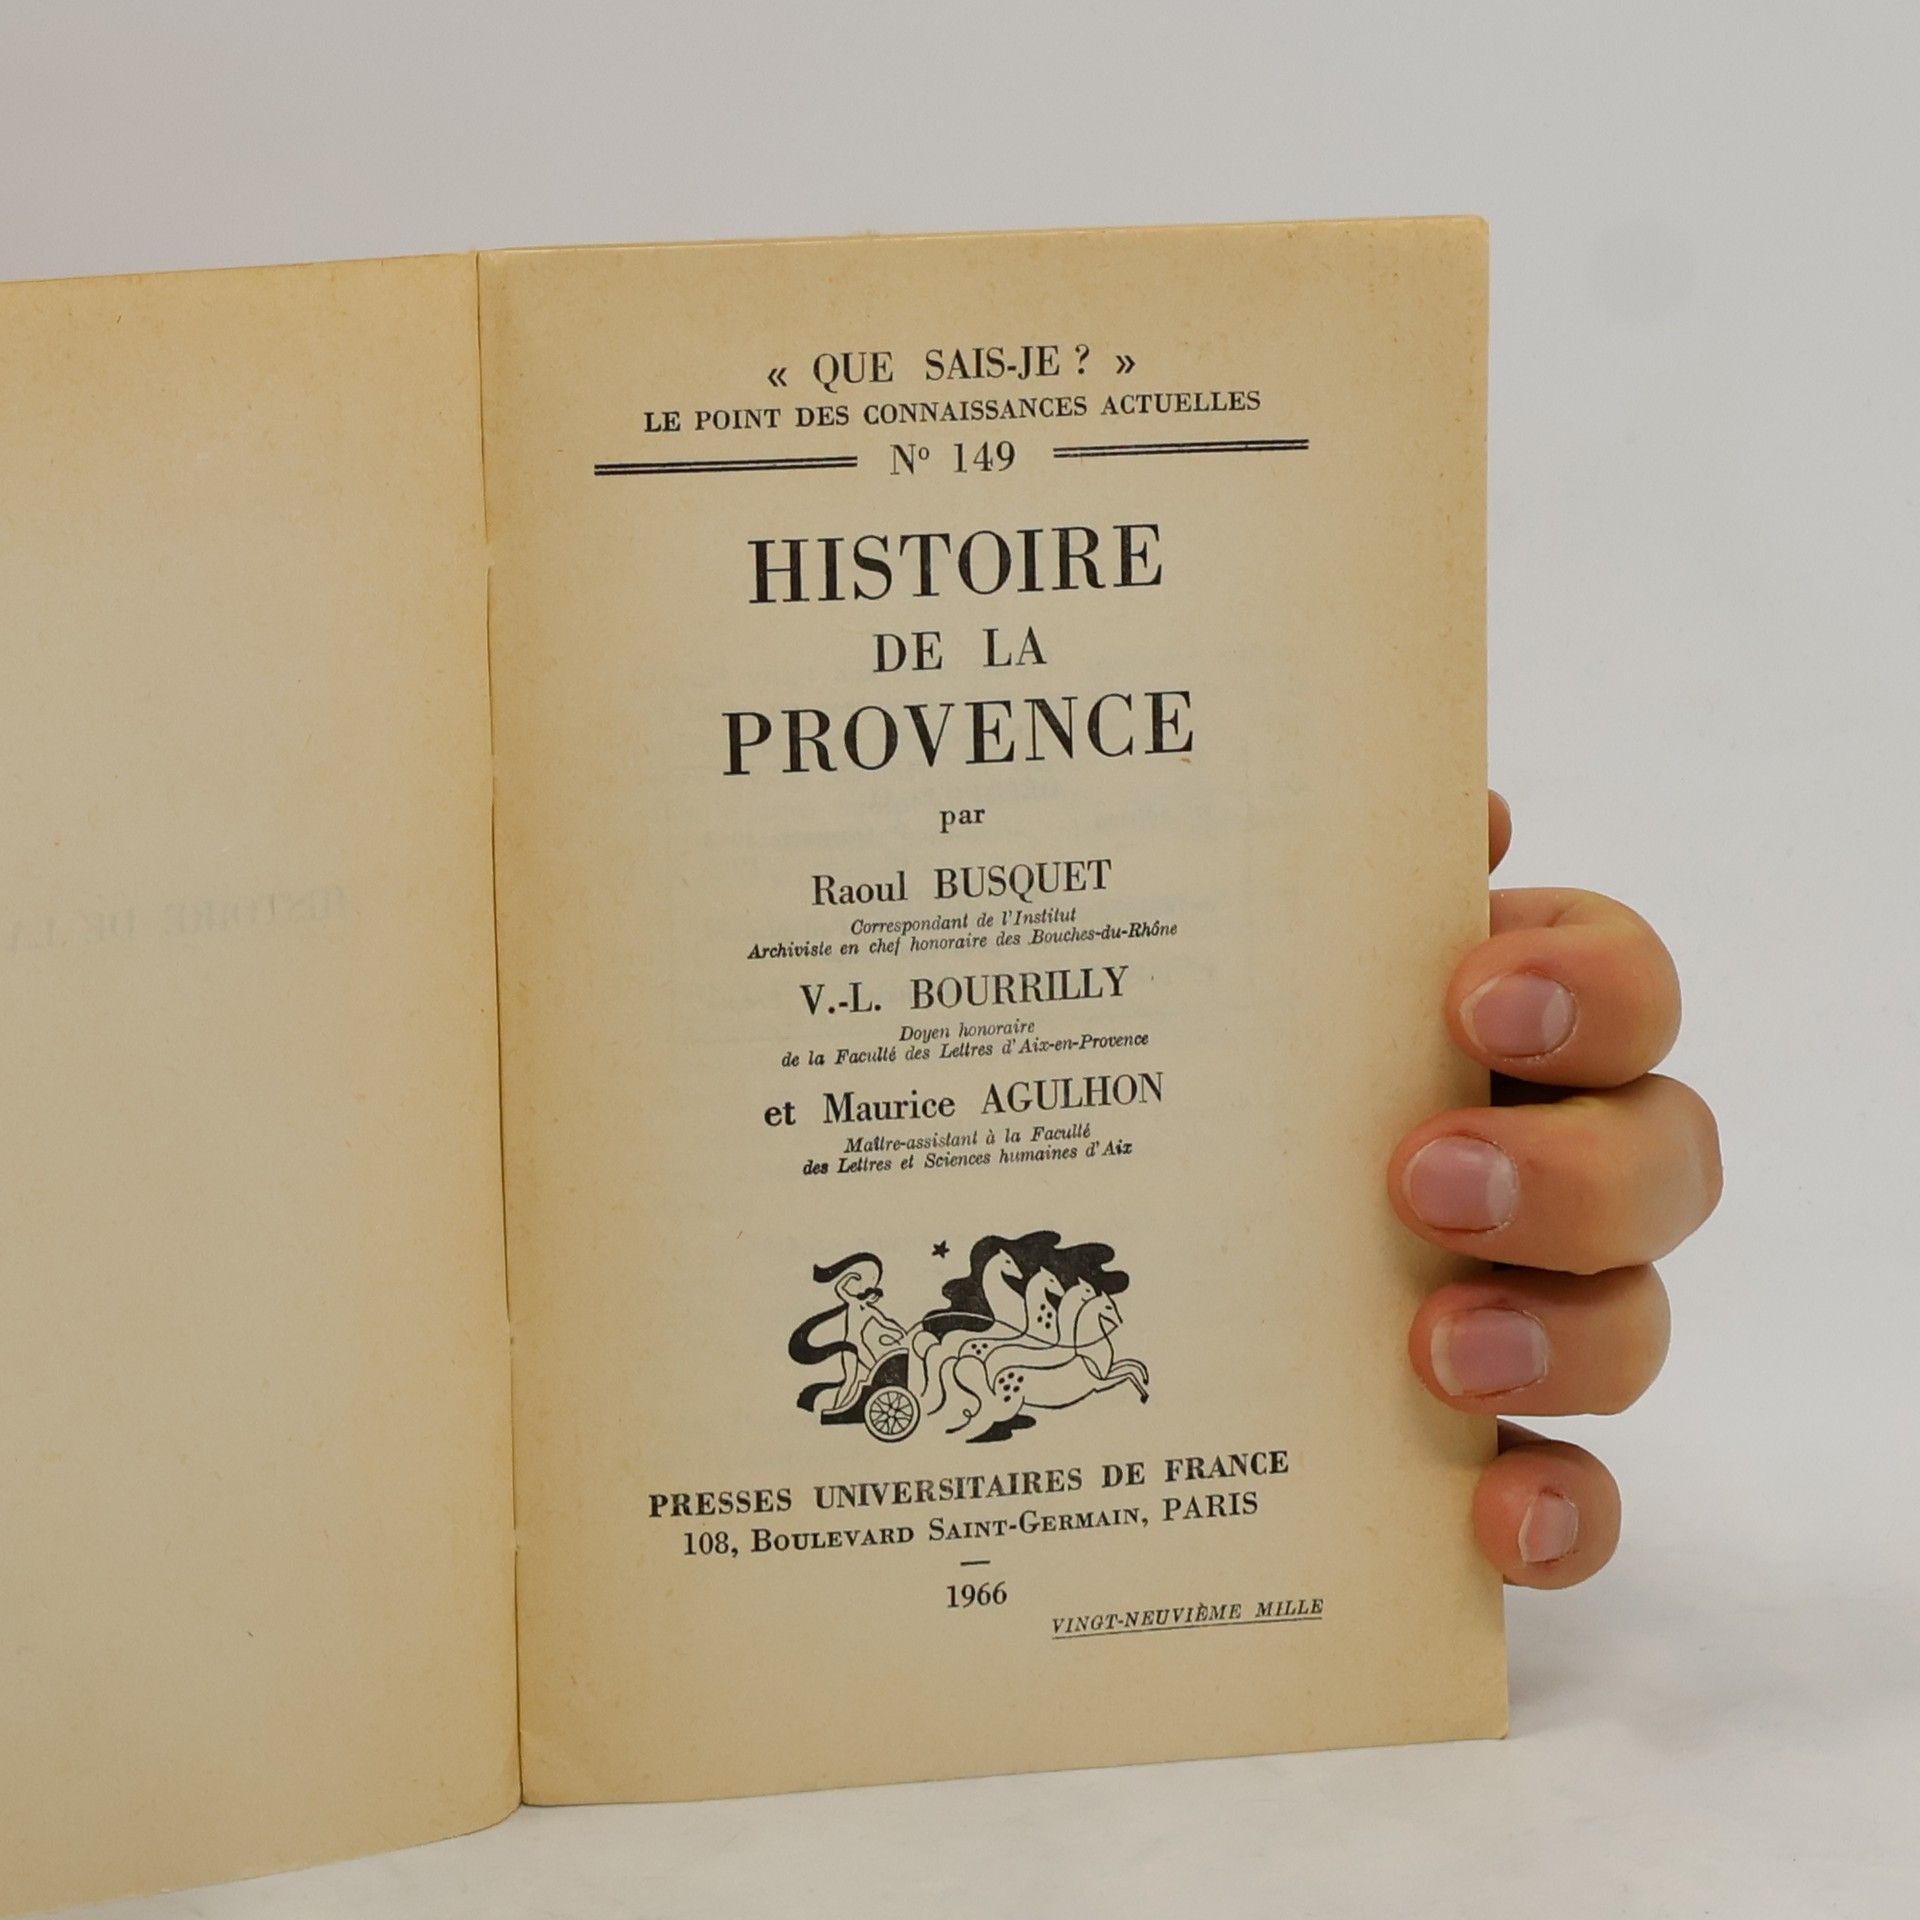 « QUE SAIS-JE ? »
LE POINT DES CONNAISSANCES ACTUELLES
Nº 149
HISTOIRE
DE LA
PROVENCE
par
Raoul BUSQUET
Correspondant de l'Institut
Archiviste en chef honoraire des Bouches-du-Rhône
V.-L. BOURRILLY
Doyen honoraire
de la Faculté des Lettres d'Aix-en-Provence
et Maurice AGULHON
Maître-assistant à la Faculté
des Lettres et Sciences humaines d'Aix
PRESSES UNIVERSITAIRES DE FRANCE
108, BOULEVARD SAINT-GERMAIN, PARIS
1966
VINGT-NEUVIÈME MILLE